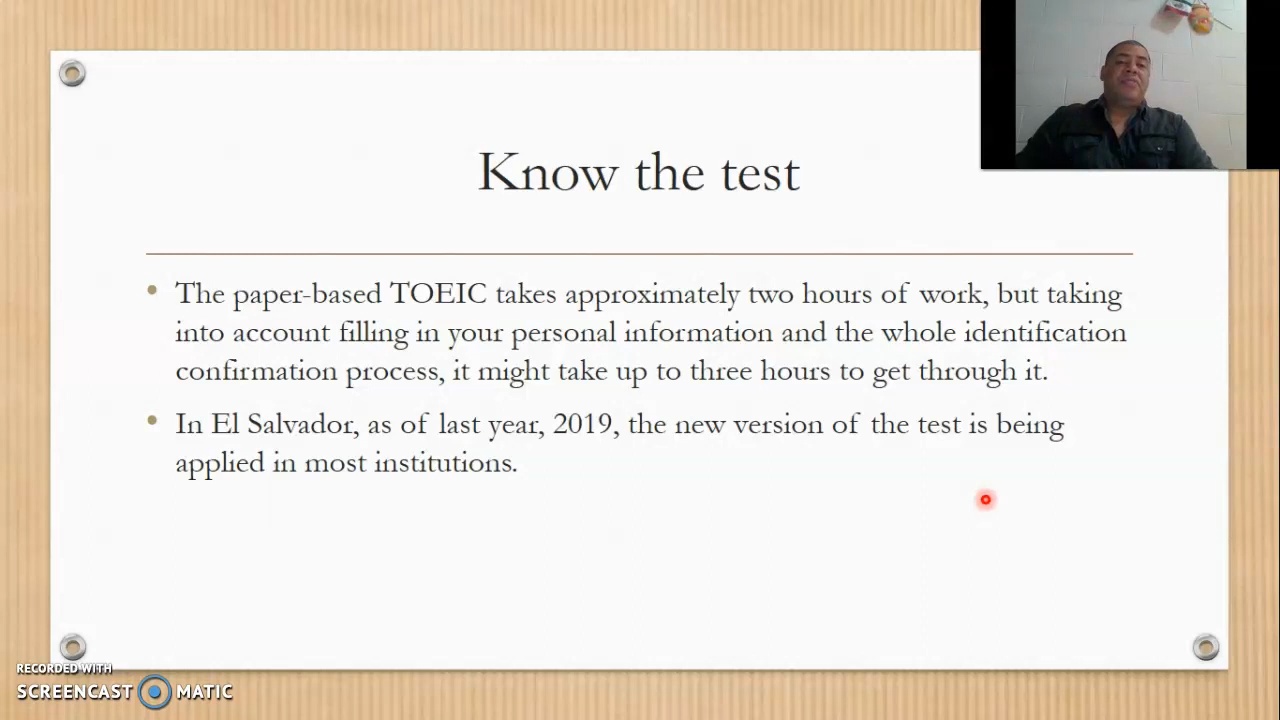 Know the test
The paper-based TOEIC takes approximately two hours of work, but taking
into account filling in your personal information and the whole identification
confirmation process, it might take up to three hours to get through it.
In El Salvador, as of last year, 2019, the new version of the test is being
applied in most institutions.
RECORDED WITH
SCREENCAST MATIC